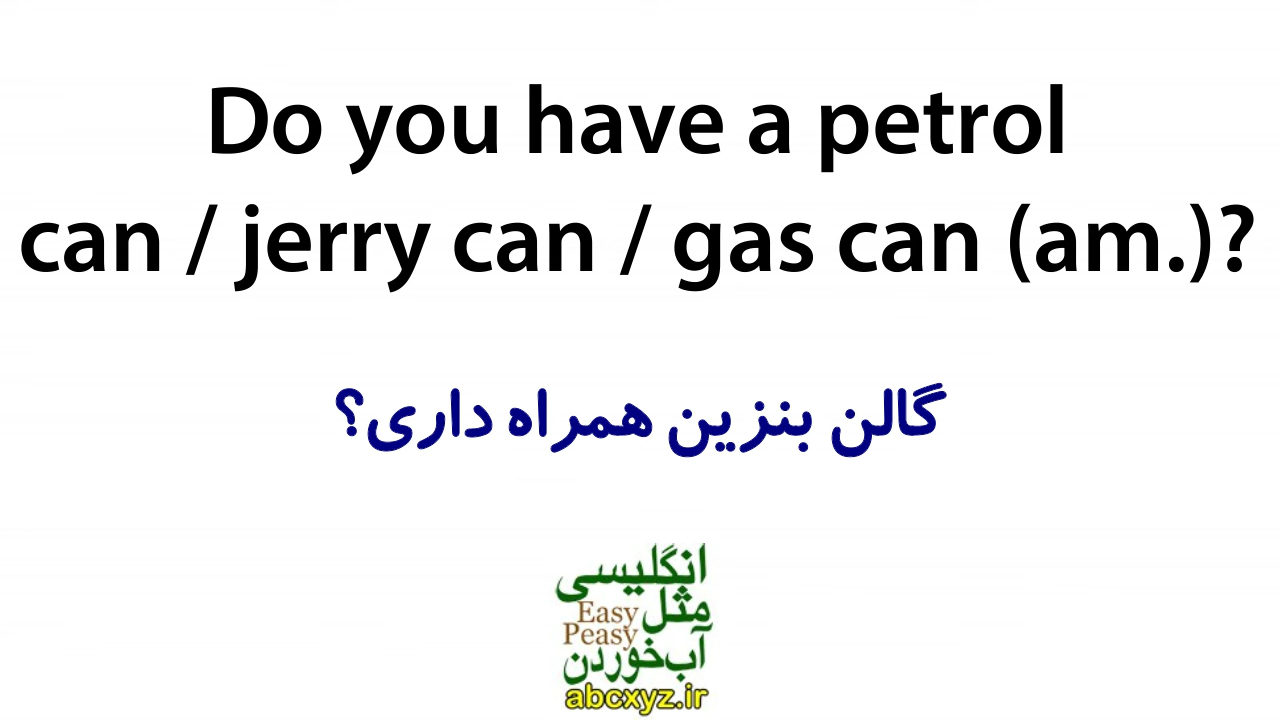 Do you have a petrol
can / jerry can / gas can (am.)?
گالن بنزین همراه داری؟
انگلیسی
مثل
Easy
Peasy
آب‌خوردن
abcxyz.ir